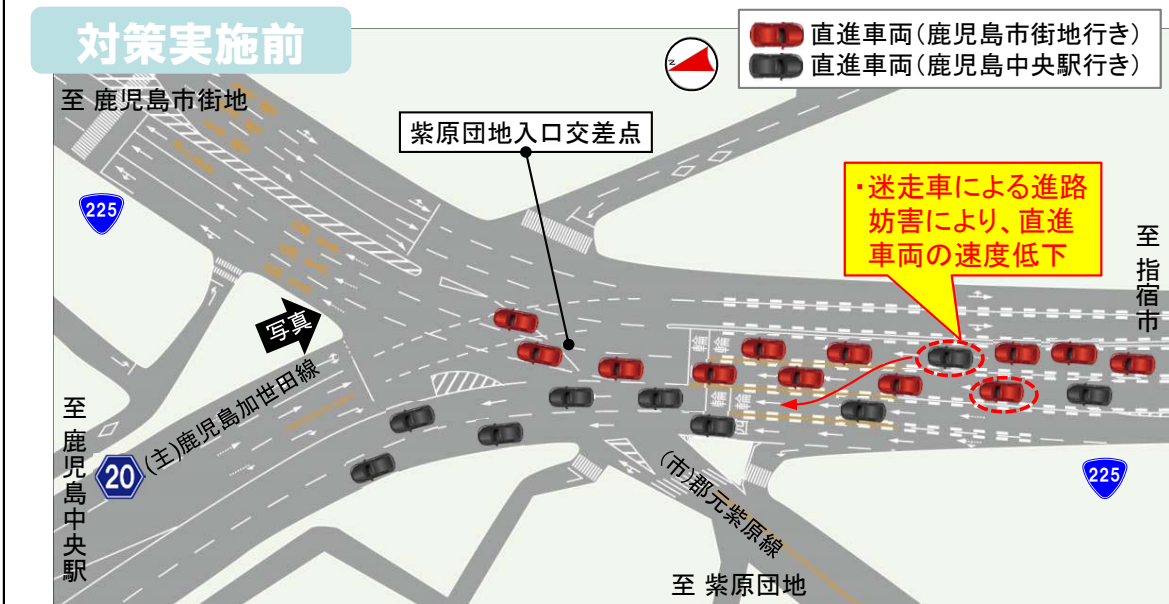 対策実施前
直進車両(鹿児島市街地行き)
直進車両(鹿児島中央駅行き)
至 鹿児島市街地
N
紫原団地入口交差点
225
・迷走車による進路
妨害により、直進
車両の速度低下
至 指宿市
写真
(主)鹿児島加世田線
至 鹿児島中央駅
20
輪
輪
輪
輪
四
(市)郡元紫原線
225
至 紫原団地